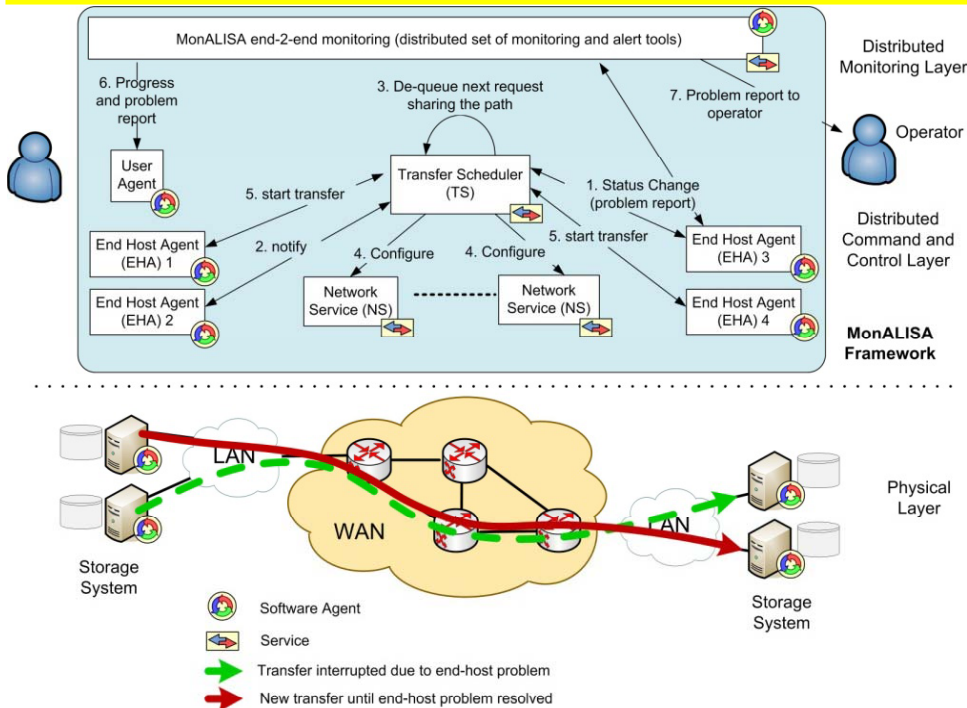 MonALISA end-2-end monitoring (distributed set of monitoring and alert tools)
Distributed
Monitoring Layer
6. Progress
and problem
report
3. De-queue next request
sharing the path
7. Problem report to
operator
Operator
User
Agent
Transfer Scheduler
(TS)
5. start transfer
1. Status Change
(problem report)
Distributed
Command and
Control Layer
End Host Agent
(EHA) 1
2. notify
4. Configure
4. Configure
5. start transfer
End Host Agent
(EHA) 3
End Host Agent
(EHA) 2
Network
Service (NS)
Network
Service (NS)
End Host Agent
(EHA) 4
MonALISA
Framework
LAN
WAN
LAN
Physical
Layer
Storage
System
Storage
System
Software Agent
Service
Transfer interrupted due to end-host problem
New transfer until end-host problem resolved